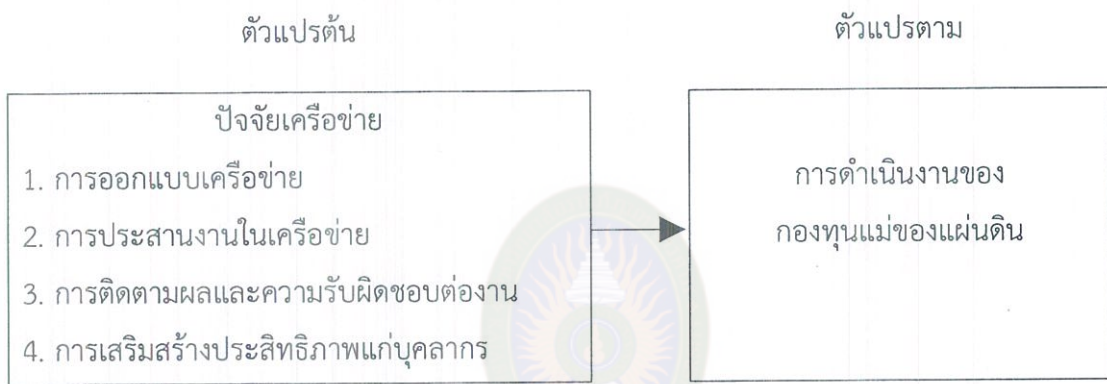 ตัวแปรต้น
ตัวแปรตาม
ปัจจัยเครือข่าย
1. การออกแบบเครือข่าย
2. การประสานงานในเครือข่าย
3. การติดตามผลและความรับผิดชอบต่องาน
4. การเสริมสร้างประสิทธิภาพแก่บุคลากร
การดำเนินงานของ
กองทุนแม่ของแผ่นดิน